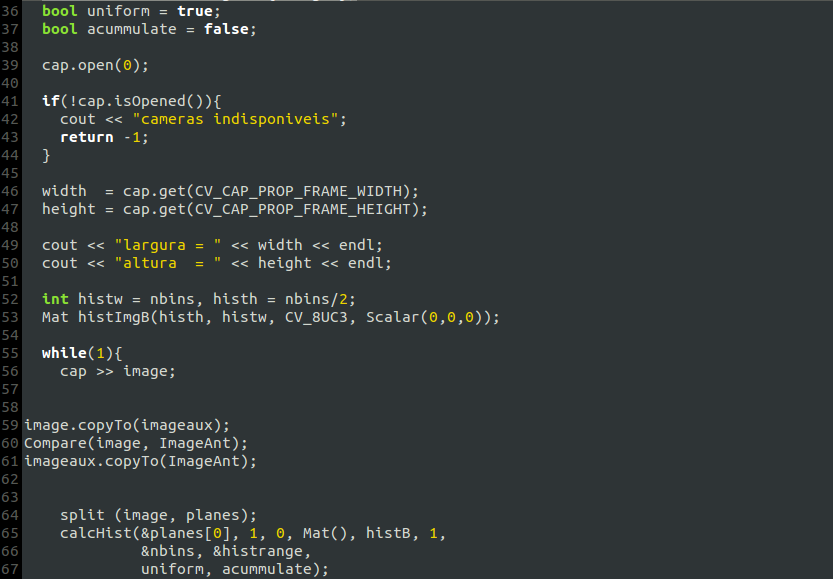 36 bool uniform = true;
37 bool acummulate = false;
38
39 cap.open(0);
40
41 if(!cap.isOpened()){
42 cout << "cameras indisponiveis";
43 return -1;
44 }
45
46 width  = cap.get(CV_CAP_PROP_FRAME_WIDTH);
47 height = cap.get(CV_CAP_PROP_FRAME_HEIGHT);
48
49 cout << "largura = " << width << endl;
50 cout << "altura  = " << height << endl;
51
52 int histw = nbins, histh = nbins/2;
53 Mat histImgB(histh, histw, CV_8UC3, Scalar(0,0,0));
54
55 while(1){
56 cap >> image;
57
58
59 image.copyTo(imageaux);
60 Compare(image, ImageAnt);
61 imageaux.copyTo(ImageAnt);
62
63
64 split (image, planes);
65 calcHist(&planes[0], 1, 0, Mat(), histB, 1,
66 &nbins, &histrange,
67 uniform, acummulate);